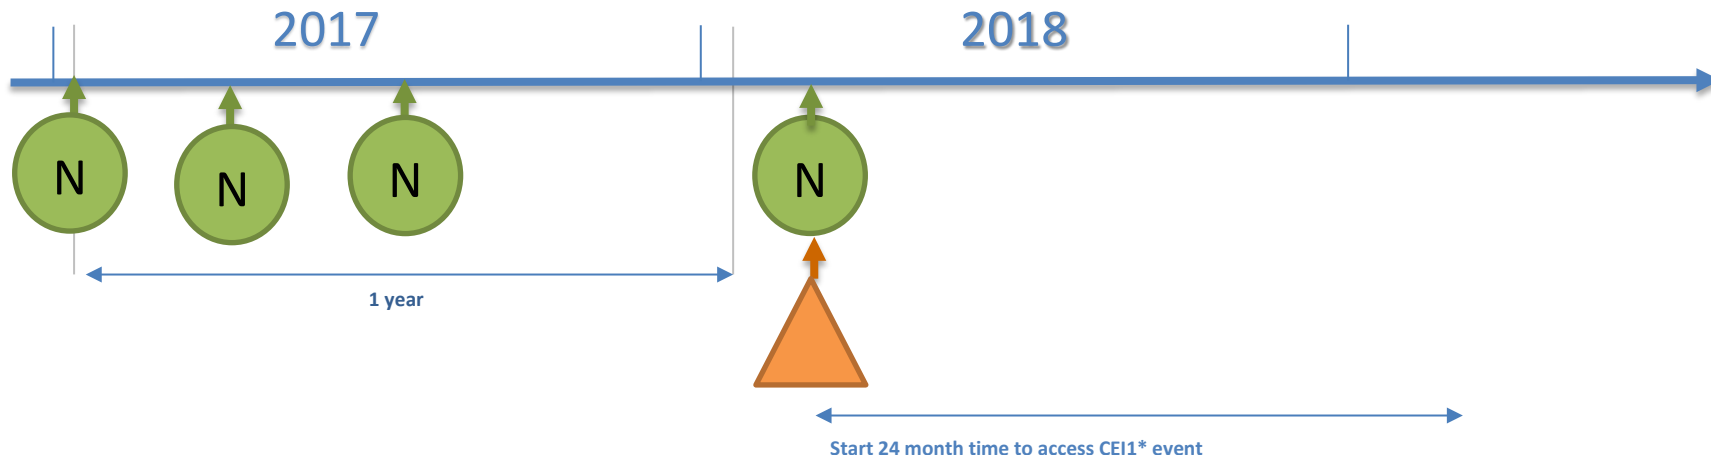 2017 2018
N N N N
1 year
Start 24 month time to access CEI1* event